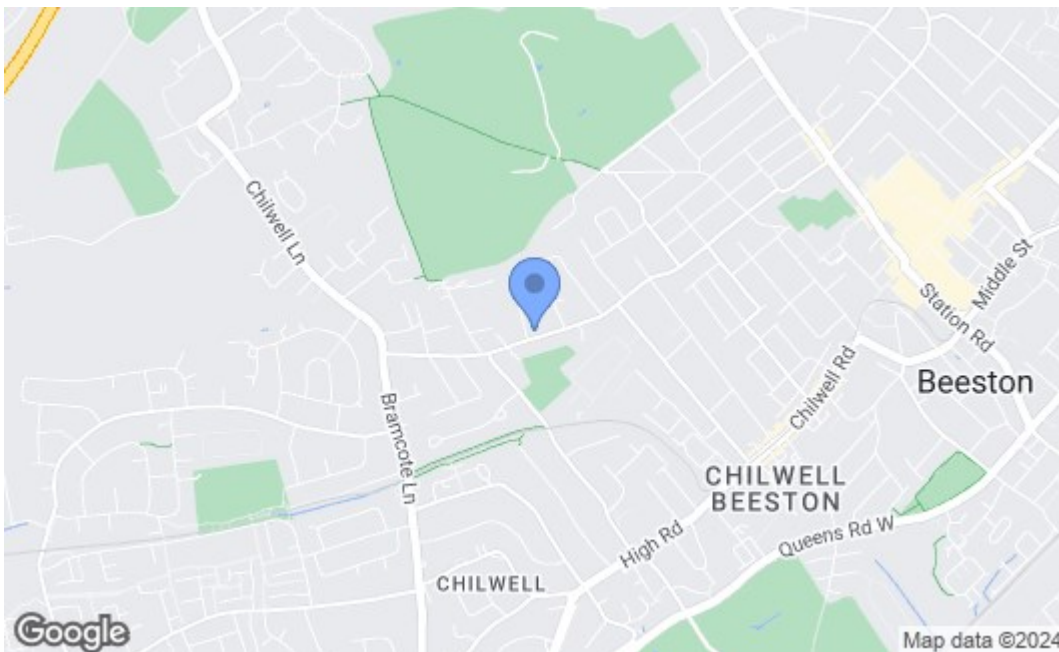 Chilwell Ln
Middle St
Station Rd
Chilwell Rd
Beeston
Bramcote Ln
CHILWELL
BEESTON
Queens Rd W
High Rd
CHILWELL
Google
Map data ©2024